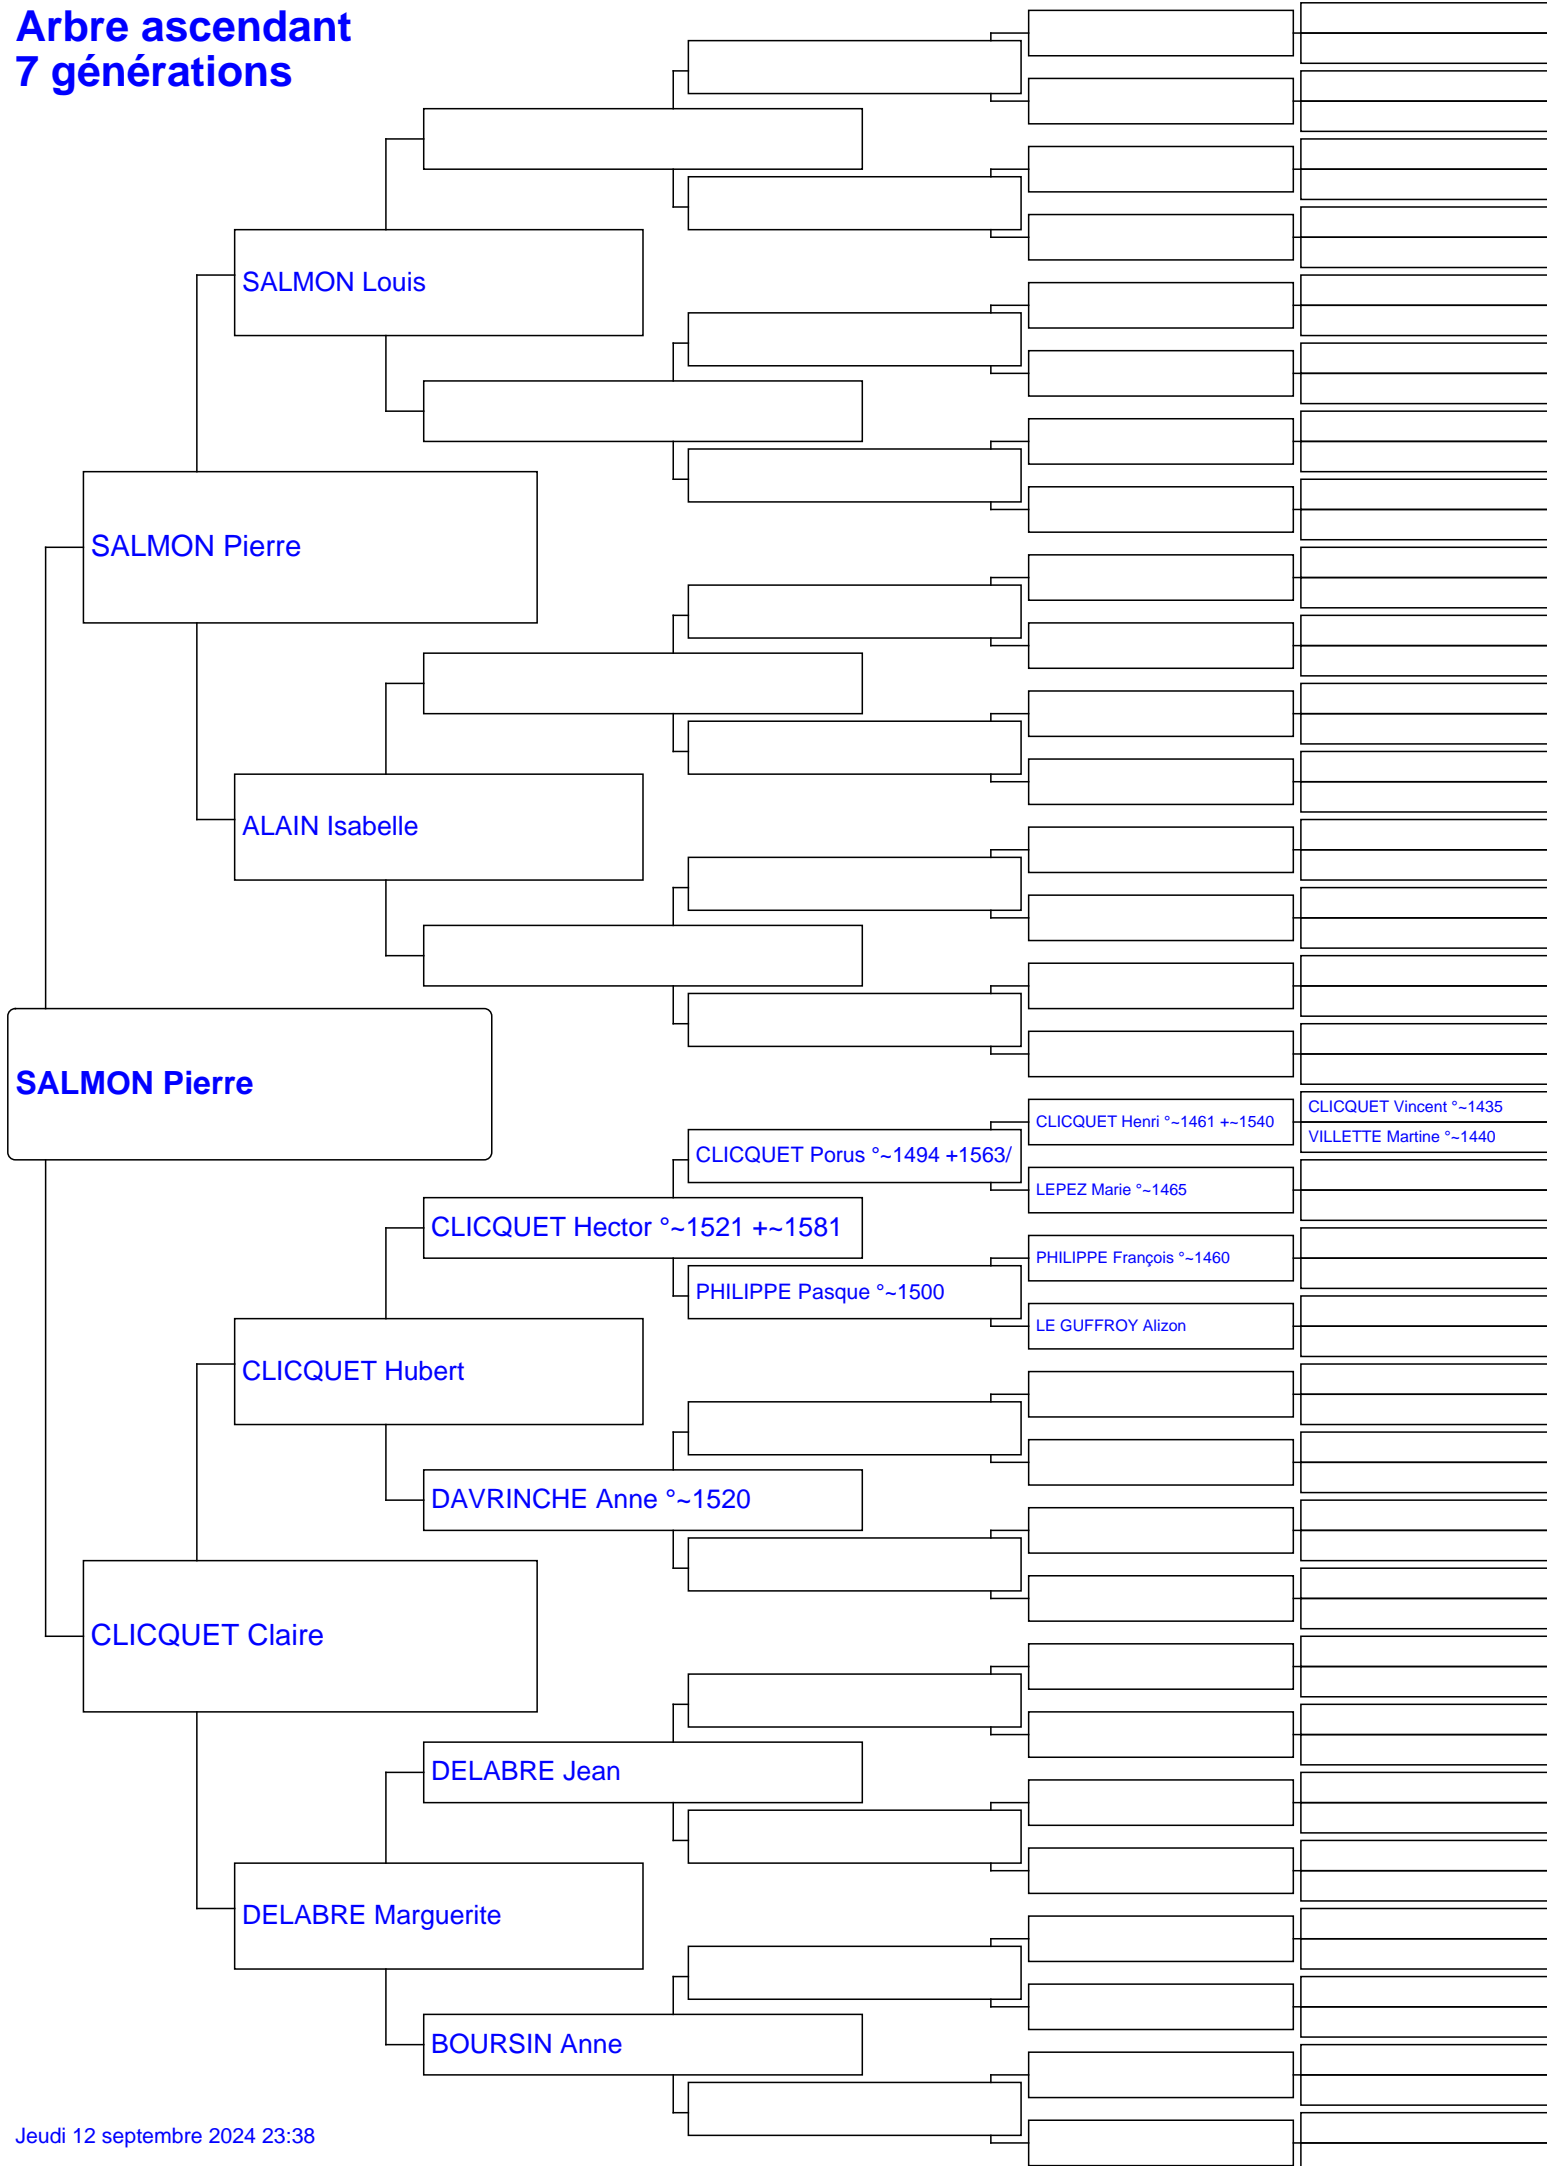 Arbre ascendant
7 générations
SALMON Louis
SALMON Pierre
ALAIN Isabelle
SALMON Pierre
CLICQUET Vincent °~1435
CLICQUET Henri °~1461 +~1540
VILLETTE Martine °~1440
CLICQUET Porus °~1494 +1563/
LEPEZ Marie °~1465
CLICQUET Hector °~1521 +~1581
PHILIPPE François °~1460
PHILIPPE Pasque °~1500
LE GUFFROY Alizon
CLICQUET Hubert
DAVRINCHE Anne °~1520
CLICQUET Claire
DELABRE Jean
DELABRE Marguerite
BOURSIN Anne
Jeudi 12 septembre 2024 23:38